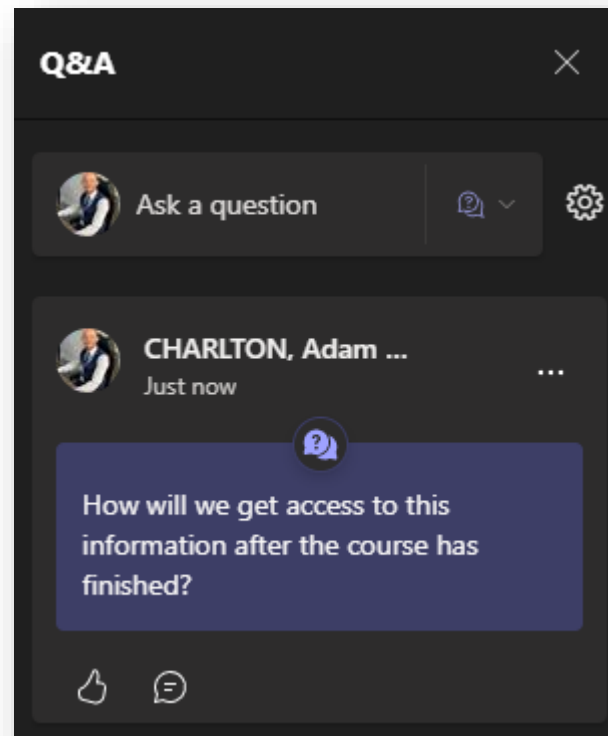 Q&A
Ask a question
CHARLTON, Adam ...
Just now
How will we get access to this
information after the course has
finished?